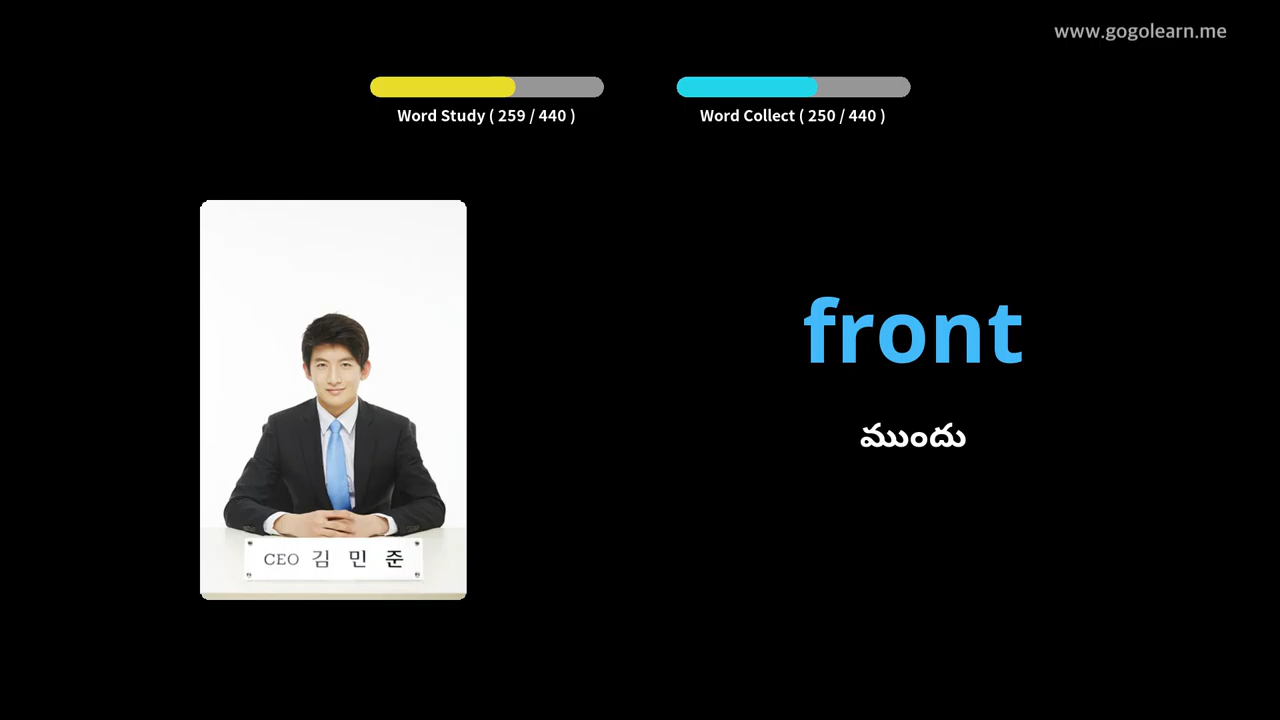 www.gogolearn.me
Word Study ( 259 / 440 )
Word Collect ( 250 / 440 )
front
ముందు
CEO 김 민 준